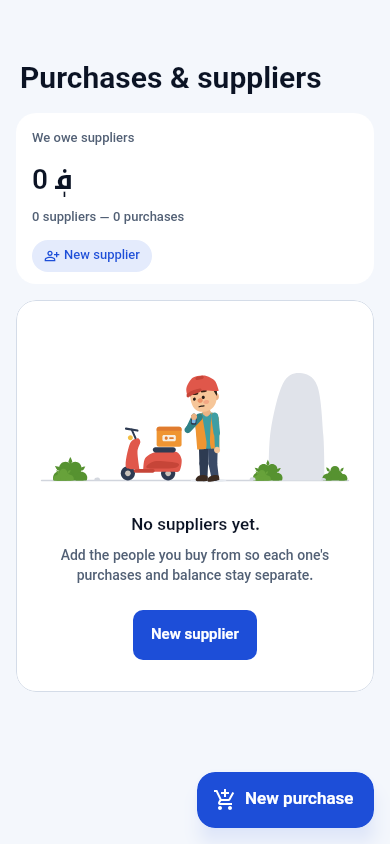 Purchases & suppliers
We owe suppliers
0 ؋
0 suppliers — 0 purchases
New supplier
No suppliers yet.
Add the people you buy from so each one's
purchases and balance stay separate.
New supplier
New purchase